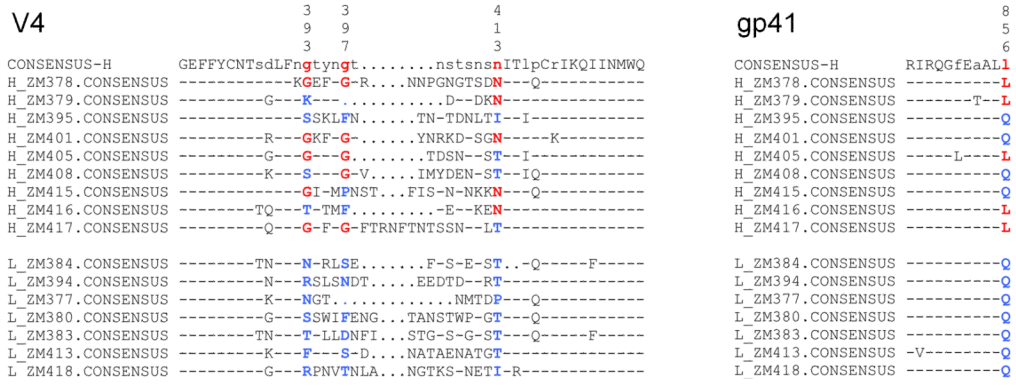 V4
3 3 4
9 9 1
3 7 3
CONSENSUS-H GEFFYCNTsdLFngtyngt........nstsnsnITlpCrIKQIINMWQ
H_ZM378.CONSENSUS ------------KGEF-G-R....NNPGNGTSDN---Q-----------
H_ZM379.CONSENSUS ---------G---K---..........-D--DKN---------------
H_ZM395.CONSENSUS -------------SSKLFN......TN-TDNLTI--I------------
H_ZM401.CONSENSUS ---------R---GKF-G-......YNRKD-SGN-----K---------
H_ZM405.CONSENSUS ---------G---G---G-.......TDSN--ST--I------------
H_ZM408.CONSENSUS ---------K---S---G-V.....IMYDEN-ST--IQ-----------
H_ZM415.CONSENSUS -------------GI-MPNST...FIS-N-NKKN---Q-----------
H_ZM416.CONSENSUS --------TQ---T-TMF-........-E--KEN---------------
H_ZM417.CONSENSUS ---------Q---G---G-FTRNFTNTSSN--LT---------------
L_ZM384.CONSENSUS --------TN---N-RLSE.......F-S-E-ST..-Q-----F-----
L_ZM394.CONSENSUS --------TN---RSLSNDT.....EEDTD--RT---------------
L_ZM377.CONSENSUS ---------K---NNGT............NMTDP---Q-----------
L_ZM380.CONSENSUS ---------G---SSWIFENG...TANSTWP-GT---Q-----------
L_ZM383.CONSENSUS --------TN---T-LLDNFI...STG-S-G-ST---Q-----F-----
L_ZM413.CONSENSUS ---------K---F---S-D....NATAENATGT---------------
L_ZM418.CONSENSUS ---------G---RPNVTNLA...NGTKS-NETI-R-------------
gp41
8
5
6
CONSENSUS-H RIRQGfEaALl
H_ZM378.CONSENSUS ----------L
H_ZM379.CONSENSUS -------T--L
H_ZM395.CONSENSUS ----------Q
H_ZM401.CONSENSUS ----------Q
H_ZM405.CONSENSUS -----L----L
H_ZM408.CONSENSUS ----------Q
H_ZM415.CONSENSUS ----------Q
H_ZM416.CONSENSUS ----------L
H_ZM417.CONSENSUS ----------L
L_ZM384.CONSENSUS ----------Q
L_ZM394.CONSENSUS ----------Q
L_ZM377.CONSENSUS ----------Q
L_ZM380.CONSENSUS ----------Q
L_ZM383.CONSENSUS ----------Q
L_ZM413.CONSENSUS -V--------Q
L_ZM418.CONSENSUS ----------Q